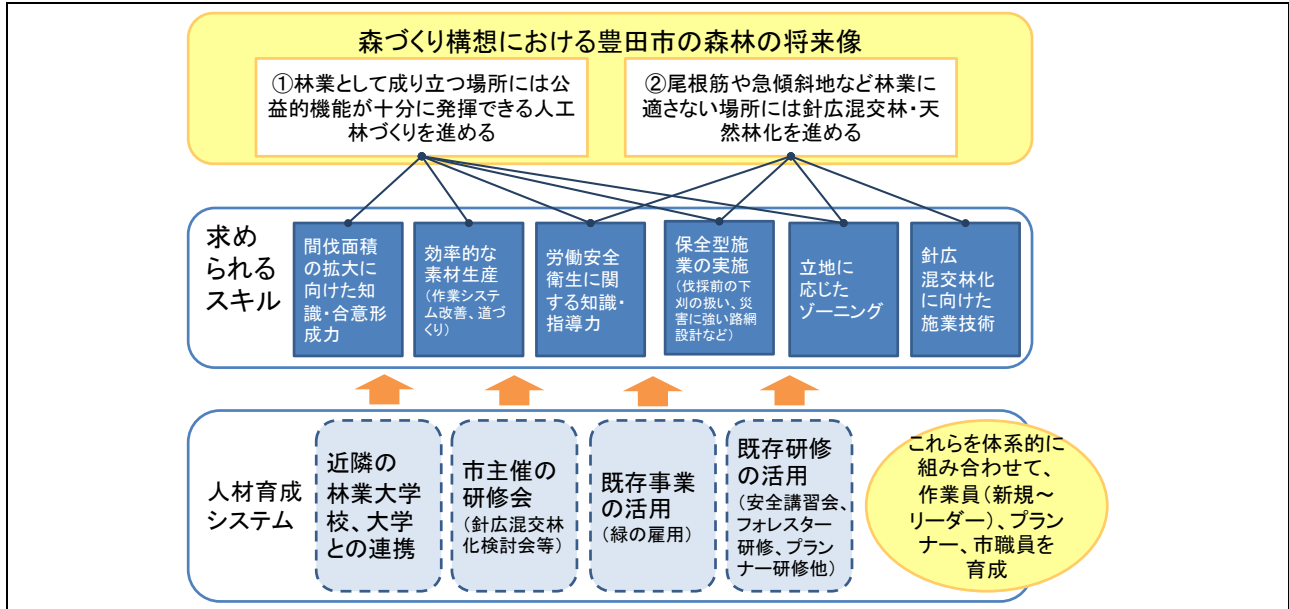 森づくり構想における豊田市の森林の将来像
①林業として成り立つ場所には公
益的機能が十分に発揮できる人工
林づくりを進める
②尾根筋や急傾斜地など林業に
適さない場所には針広混交林・天
然林化を進める
求め
られる
スキル
間伐面積
の拡大に
向けた知
識・合意形
成力
効率的な
素材生産
(作業システ
ム改善、道づ
くり)
労働安全
衛生に関
する知識・
指導力
保全型施
業の実施
(伐採前の下
刈の扱い、災
害に強い路網
設計など)
立地に
応じた
ゾーニング
針広
混交林化
に向けた
施業技術
人材育成
システム
近隣の
林業大学
校、大学
との連携
市主催の
研修会
(針広混交林
化検討会等)
既存事業
の活用
(緑の雇用)
既存研修
の活用
(安全講習会、
フォレスター
研修、プラン
ナー研修他)
これらを体系的に
組み合わせて、
作業員(新規～
リーダー)、プラン
ナー、市職員を
育成